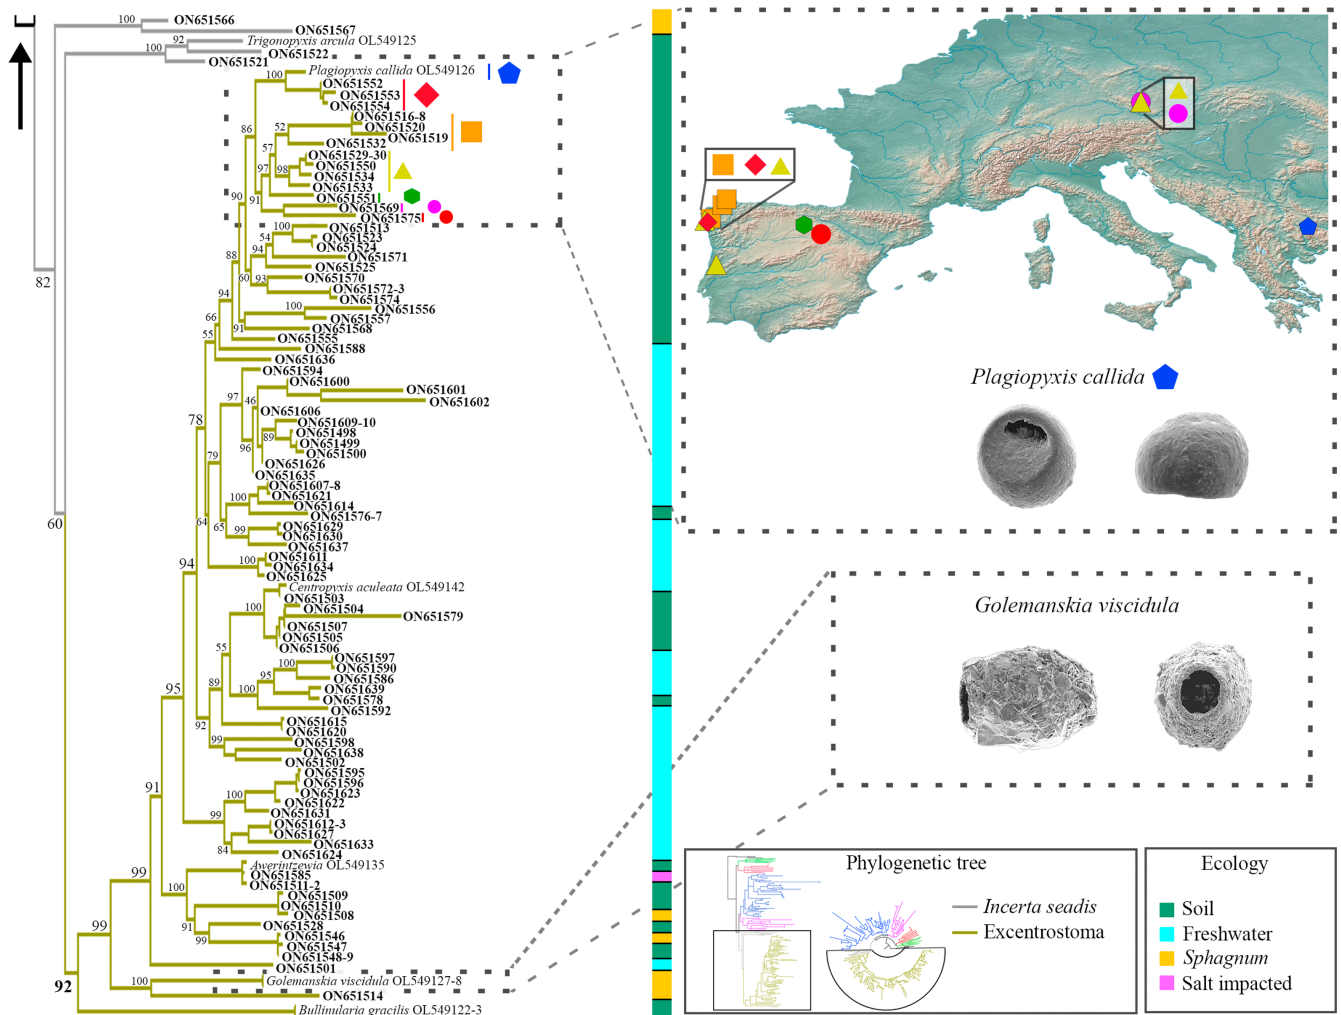 100
ON651566
ON651567
92
Trigonopyxis arcula OL549125
100
ON651522
ON651521
Plagiopyxis callida OL549126
100
ON651552
ON651553
ON651554
ON651516-8
86
52
ON651520
ON651519
ON651532
57
ON651529-30
97
98
ON651550
ON651534
ON651533
90
91
ON651551
ON651569
ON651575
100
ON651513
54
ON651523
94
ON651524
88
ON651571
ON651525
60
93
ON651570
82
ON651572-3
94
ON651574
100
ON651556
66
ON651557
91
ON651568
55
ON651555
ON651588
ON651636
ON651594
ON651600
97
46
ON651601
ON651602
78
ON651606
ON651609-10
89
ON651498
96
ON651499
79
ON651500
ON651626
ON651635
ON651607-8
100
ON651621
ON651614
64
65
ON651576-7
60
99
ON651629
ON651630
ON651637
94
100
ON651611
ON651634
ON651625
Centropyxis aculeata OL549142
ON651503
100
ON651504
ON651579
ON651507
ON651505
ON651506
55
ON651597
100
ON651590
95
ON651586
89
100
ON651639
95
ON651578
ON651592
92
ON651615
ON651620
99
ON651598
ON651638
ON651502
ON651595
ON651596
91
100
ON651623
ON651622
ON651631
99
ON651612-3
ON651627
84
ON651633
ON651624
Awerintzewia OL549135
99
ON651585
100
ON651511-2
ON651509
ON651510
ON651508
99
91
ON651528
99
ON651546
ON651547
ON651548-9
ON651501
92
100
Golemanskia viscidula OL549127-8
ON651514
Bullinularia gracilis OL549122-3
Plagiopyxis callida
Golemanskia viscidula
Phylogenetic tree
Incerta seadis
Excentrostoma
Ecology
Soil
Freshwater
Sphagnum
Salt impacted